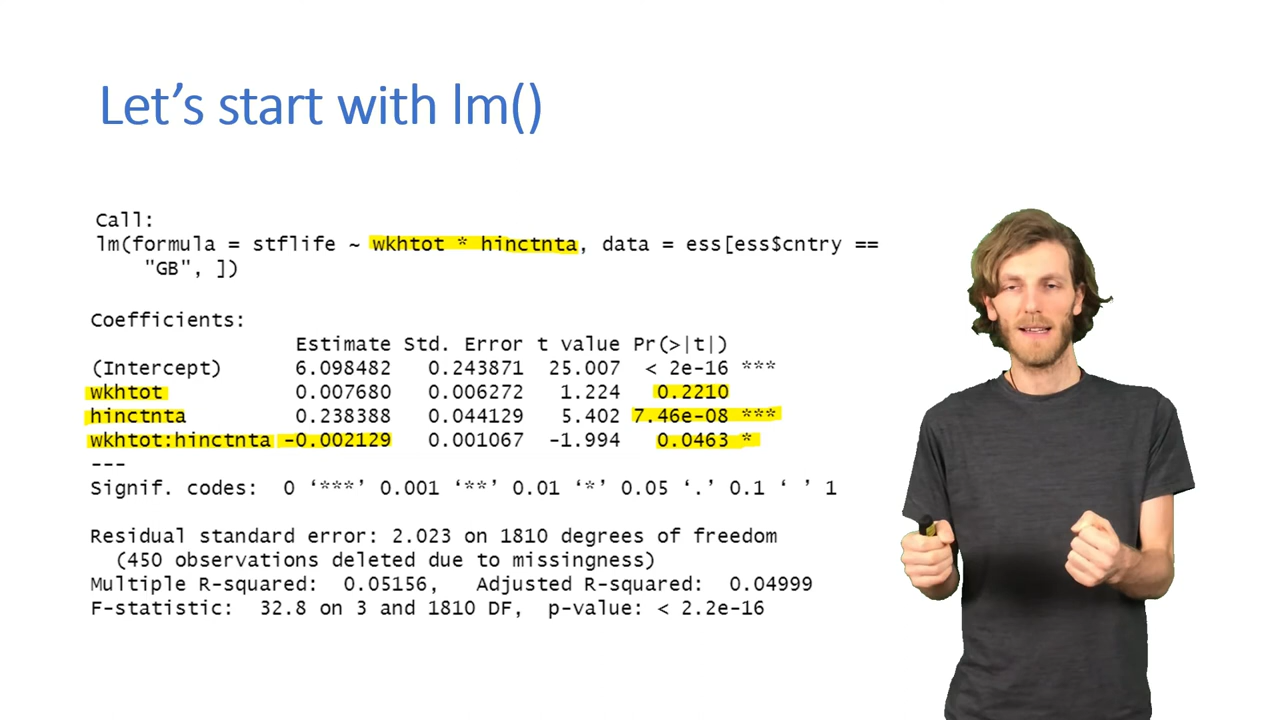 Let’s start with lm()
Call:
lm(formula = stflife ~ wkhtot * hinctnta, data = ess[ess$cntry ==
"GB", ])
Coefficients:
Estimate Std. Error t value Pr(>|t|)
(Intercept) 6.098482 0.243871 25.007 < 2e-16 ***
wkhtot 0.007680 0.006272 1.224 0.2210
hinctnta 0.238388 0.044129 5.402 7.46e-08 ***
wkhtot:hinctnta -0.002129 0.001067 -1.994 0.0463 *
---
Signif. codes: 0 ‘***’ 0.001 ‘**’ 0.01 ‘*’ 0.05 ‘.’ 0.1 ‘ ’ 1
Residual standard error: 2.023 on 1810 degrees of freedom
(450 observations deleted due to missingness)
Multiple R-squared: 0.05156, Adjusted R-squared: 0.04999
F-statistic: 32.8 on 3 and 1810 DF, p-value: < 2.2e-16